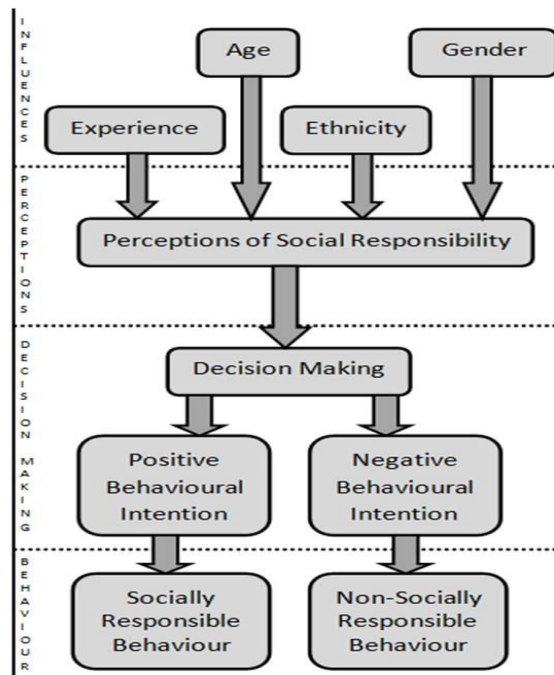 INFLUENCES
Age
Gender
Experience
Ethnicity
PERCEPTIONS
Perceptions of Social Responsibility
DECISION MAKING
Decision Making
Positive
Behavioural
Intention
Negative
Behavioural
Intention
BEHAVIOUR
Socially
Responsible
Behaviour
Non-Socially
Responsible
Behaviour